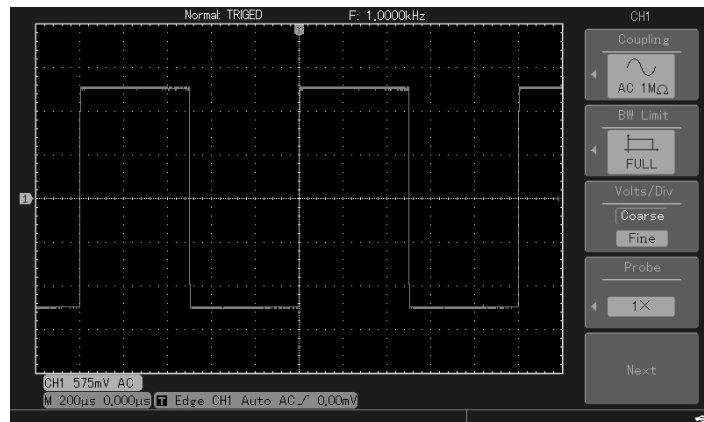 Normal: TRIGED F: 1.0000kHz CH1
Coupling
AC 1MΩ
BW Limit
FULL
Volts/Div
Coarse
Fine
Probe
1×
Next
T
1
CH1 575mV AC
M 200μs 0.000μs T Edge CH1 Auto AC 0.00mV